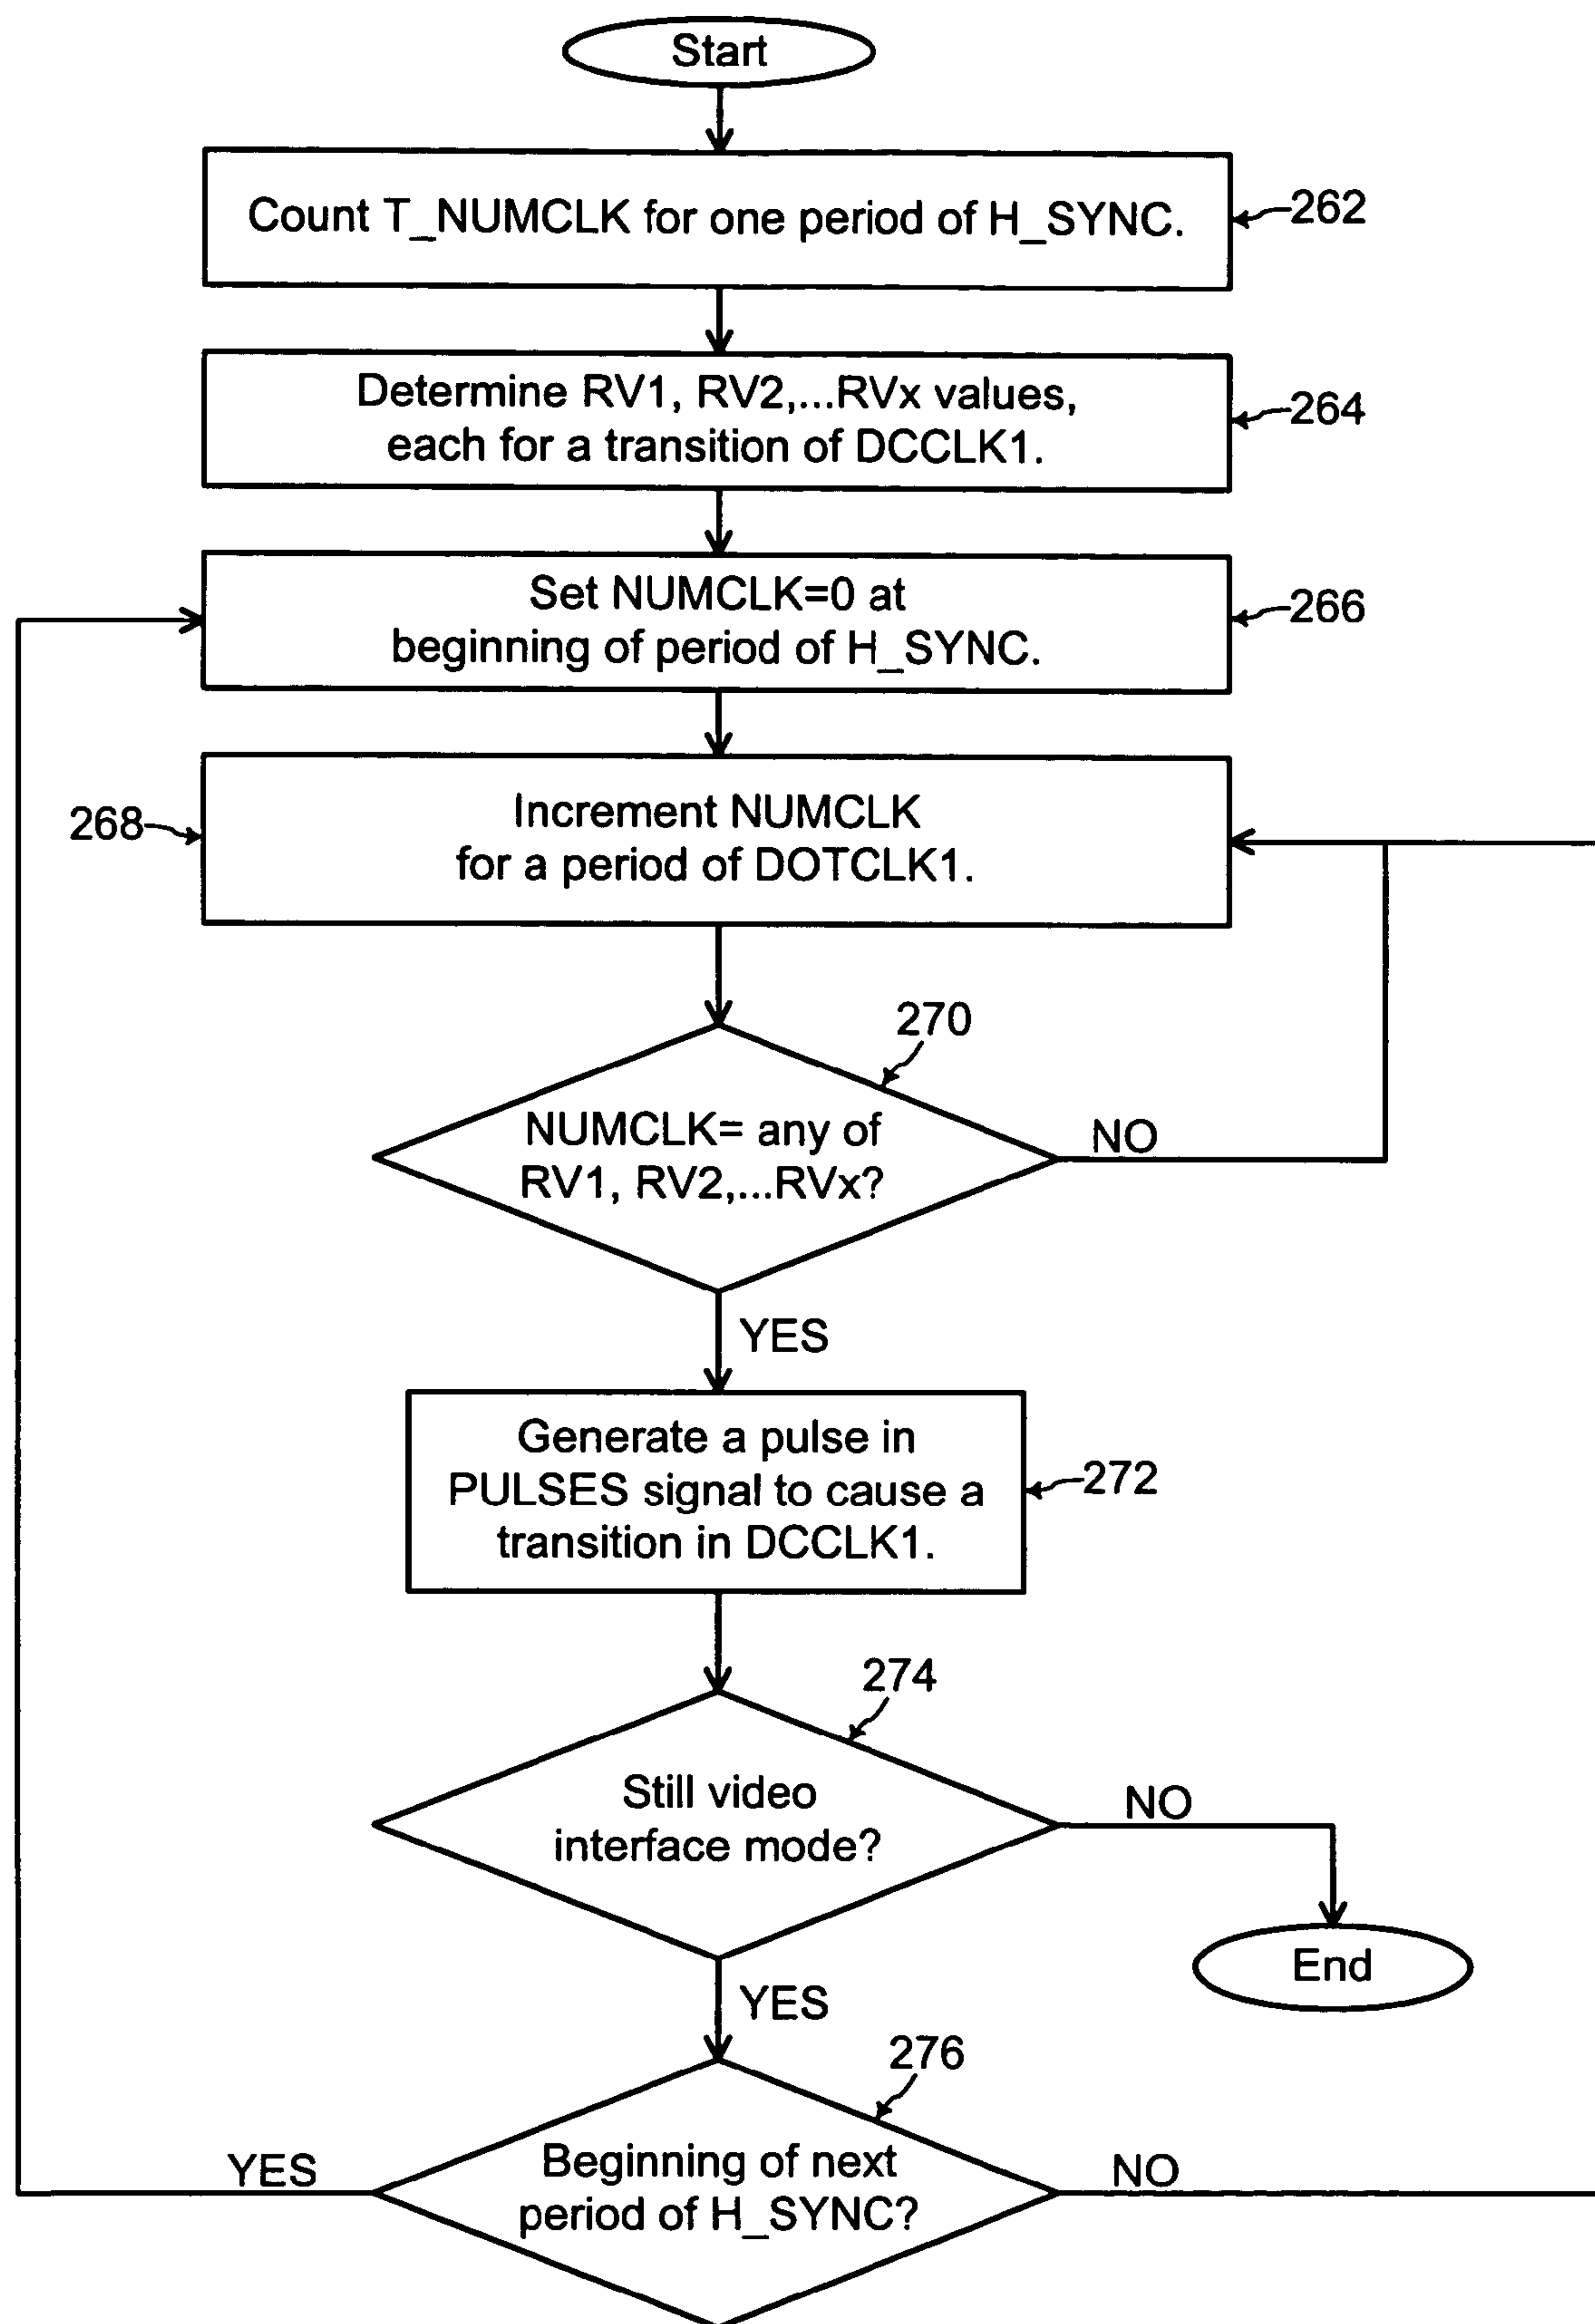 Start
Count T_NUMCLK for one period of H_SYNC.
262
Determine RV1, RV2,...RVx values,
each for a transition of DCCLK1.
264
Set NUMCLK=0 at
beginning of period of H_SYNC.
266
Increment NUMCLK
for a period of DOTCLK1.
268
270
NUMCLK= any of
RV1, RV2,...RVx?
NO
YES
Generate a pulse in
PULSES signal to cause a
transition in DCCLK1.
272
274
Still video
interface mode?
NO
End
YES
276
Beginning of next
period of H_SYNC?
YES
NO